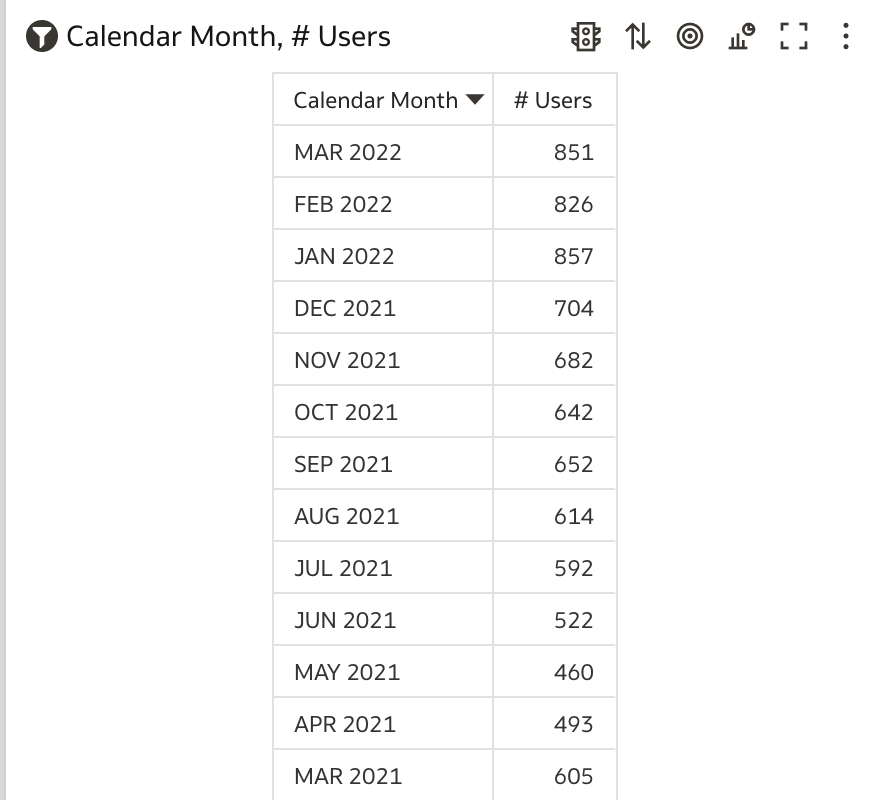 Calendar Month, # Users
Calendar Month # Users
MAR 2022 851
FEB 2022 826
JAN 2022 857
DEC 2021 704
NOV 2021 682
OCT 2021 642
SEP 2021 652
AUG 2021 614
JUL 2021 592
JUN 2021 522
MAY 2021 460
APR 2021 493
MAR 2021 605